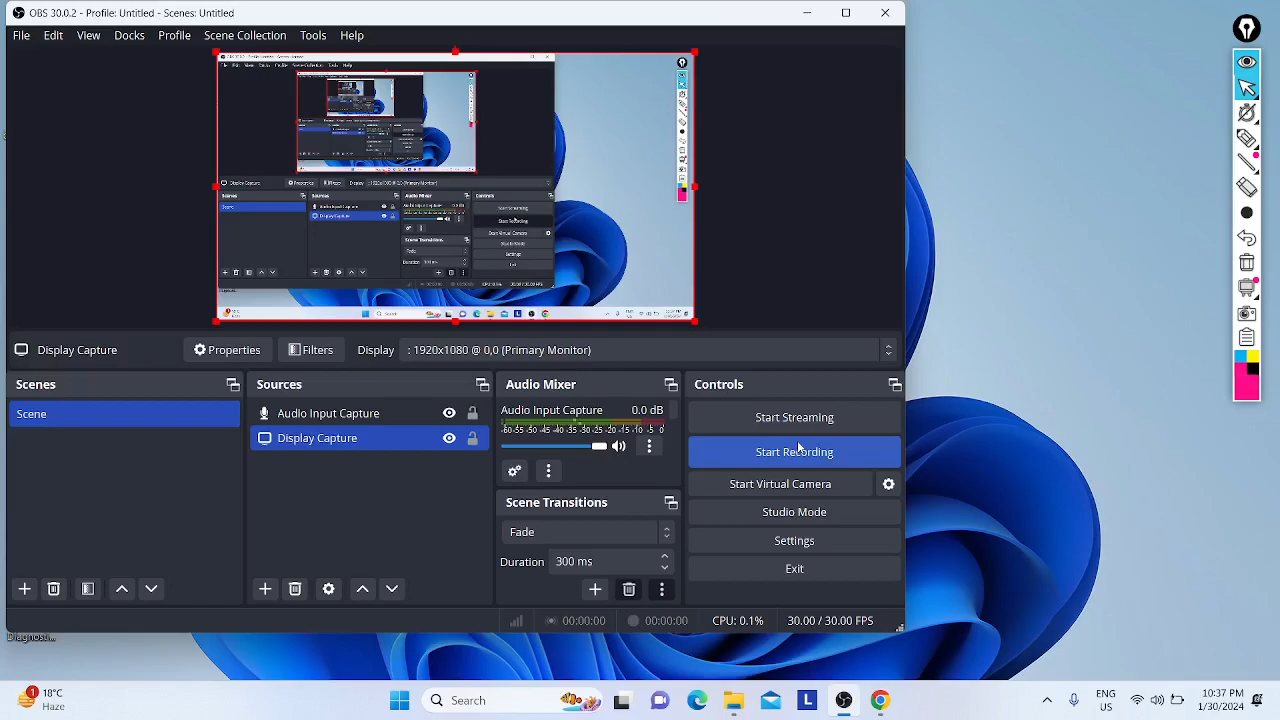 OBS 30.0.2 - Profile: Untitled - Scenes: Untitled
File Edit View Docks Profile Scene Collection Tools Help
Display Capture Properties Filters Display : 1920x1080 @ 0,0 (Primary Monitor)
Scenes
Scene
Sources
Audio Input Capture
Display Capture
Audio Mixer
Audio Input Capture 0.0 dB
-60 -55 -50 -45 -40 -35 -30 -25 -20 -15 -10 -5 0
Scene Transitions
Fade
Duration 300 ms
Controls
Start Streaming
Start Recording
Start Virtual Camera
Studio Mode
Settings
Exit
00:00:00 00:00:00 CPU: 0.1% 30.00 / 30.00 FPS
Diagnosti...
1
18°C
Haze
Search
L
ENG
US
10:37 PM
1/30/2024